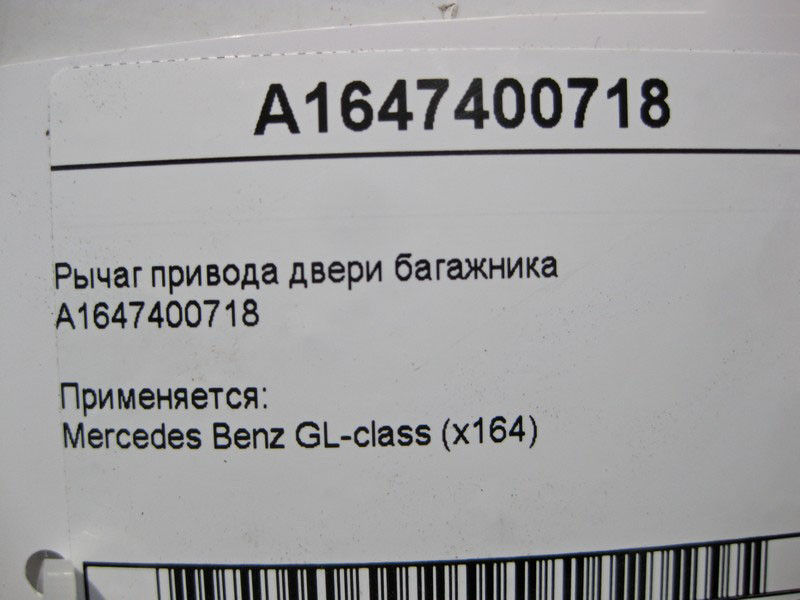 A1647400718
Рычаг привода двери багажника
A1647400718
Применяется:
Mercedes Benz GL-class (x164)